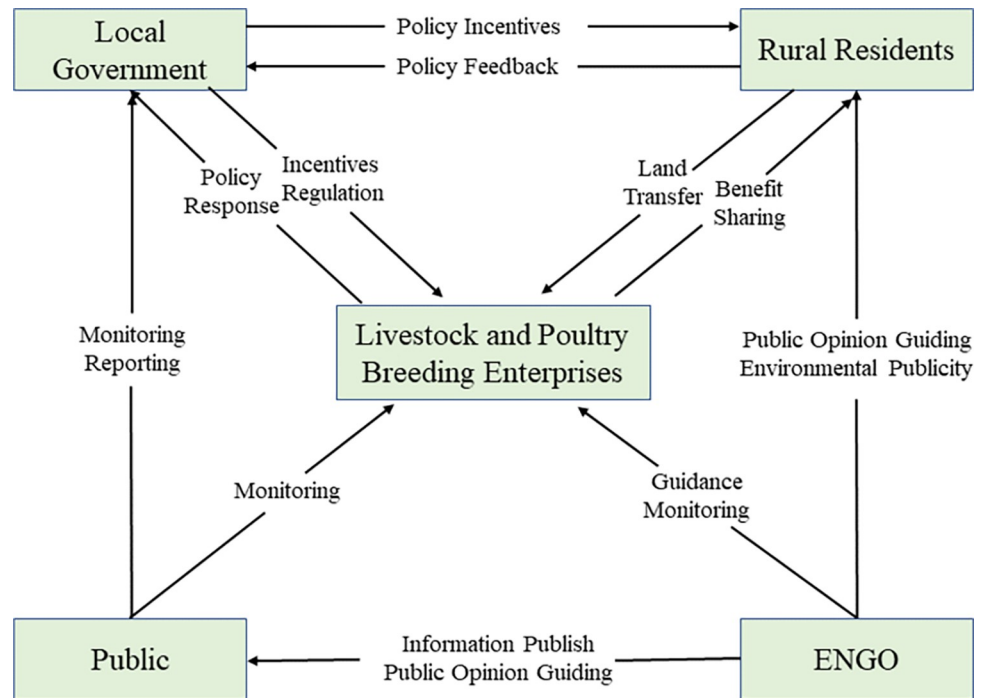 Local
Government
Policy Incentives
Policy Feedback
Rural Residents
Policy
Response
Incentives
Regulation
Land
Transfer
Benefit
Sharing
Livestock and Poultry
Breeding Enterprises
Monitoring
Reporting
Public Opinion Guiding
Environmental Publicity
Monitoring
Guidance
Monitoring
Public
Information Publish
Public Opinion Guiding
ENGO